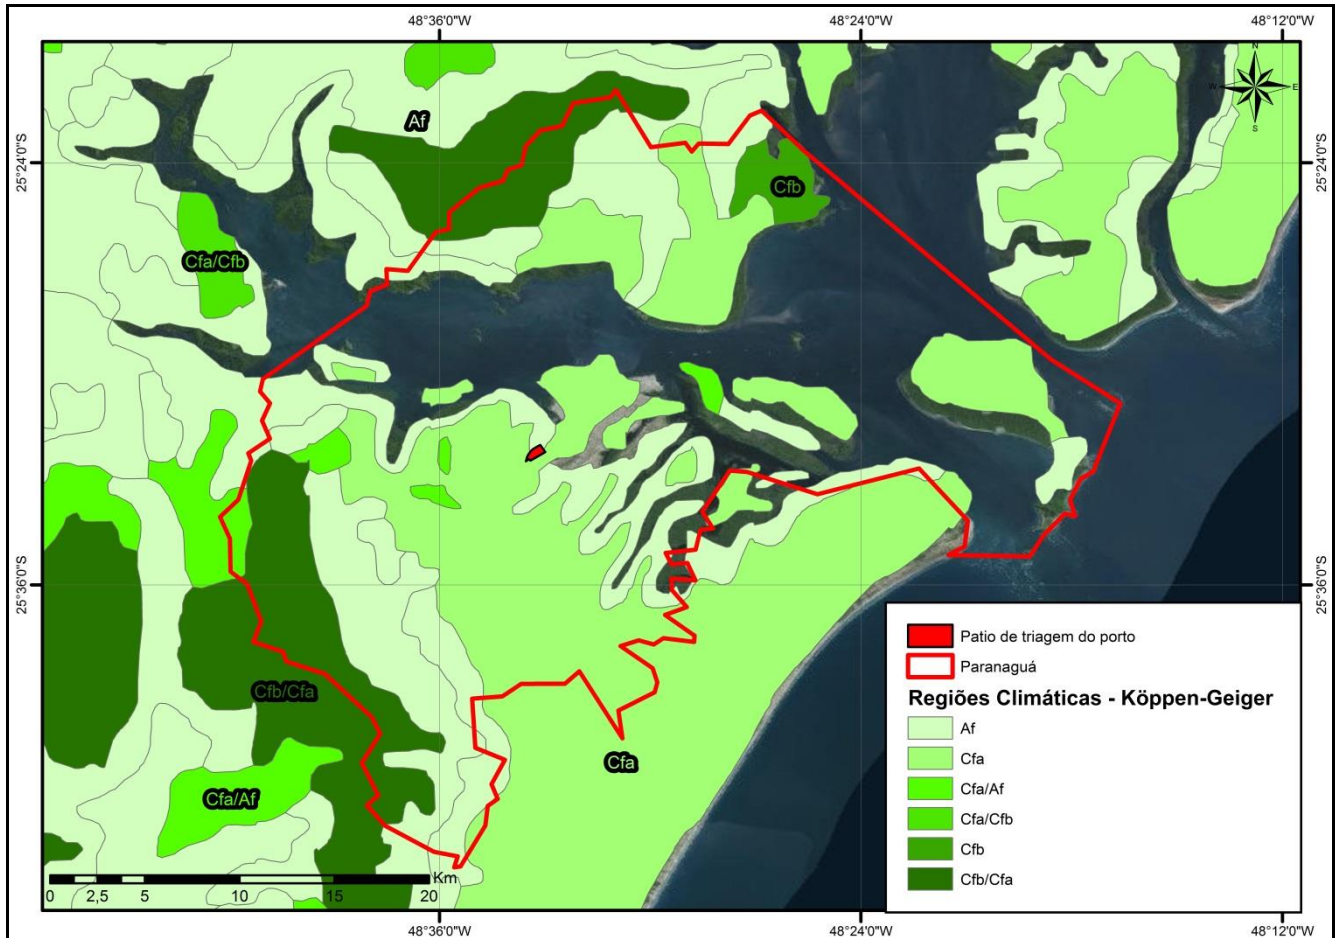 48°36'0"W 48°24'0"W 48°12'0"W
N
W E
S
25°24'0"S 25°24'0"S
Af
Cfb
Cfa/Cfb
25°36'0"S 25°36'0"S
Cfb/Cfa
Cfa
Cfa/Af
Patio de triagem do porto
Paranaguá
Regiões Climáticas - Köppen-Geiger
Af
Cfa
Cfa/Af
Cfa/Cfb
Cfb
Cfb/Cfa
Km
0 2,5 5 10 15 20
48°36'0"W 48°24'0"W 48°12'0"W